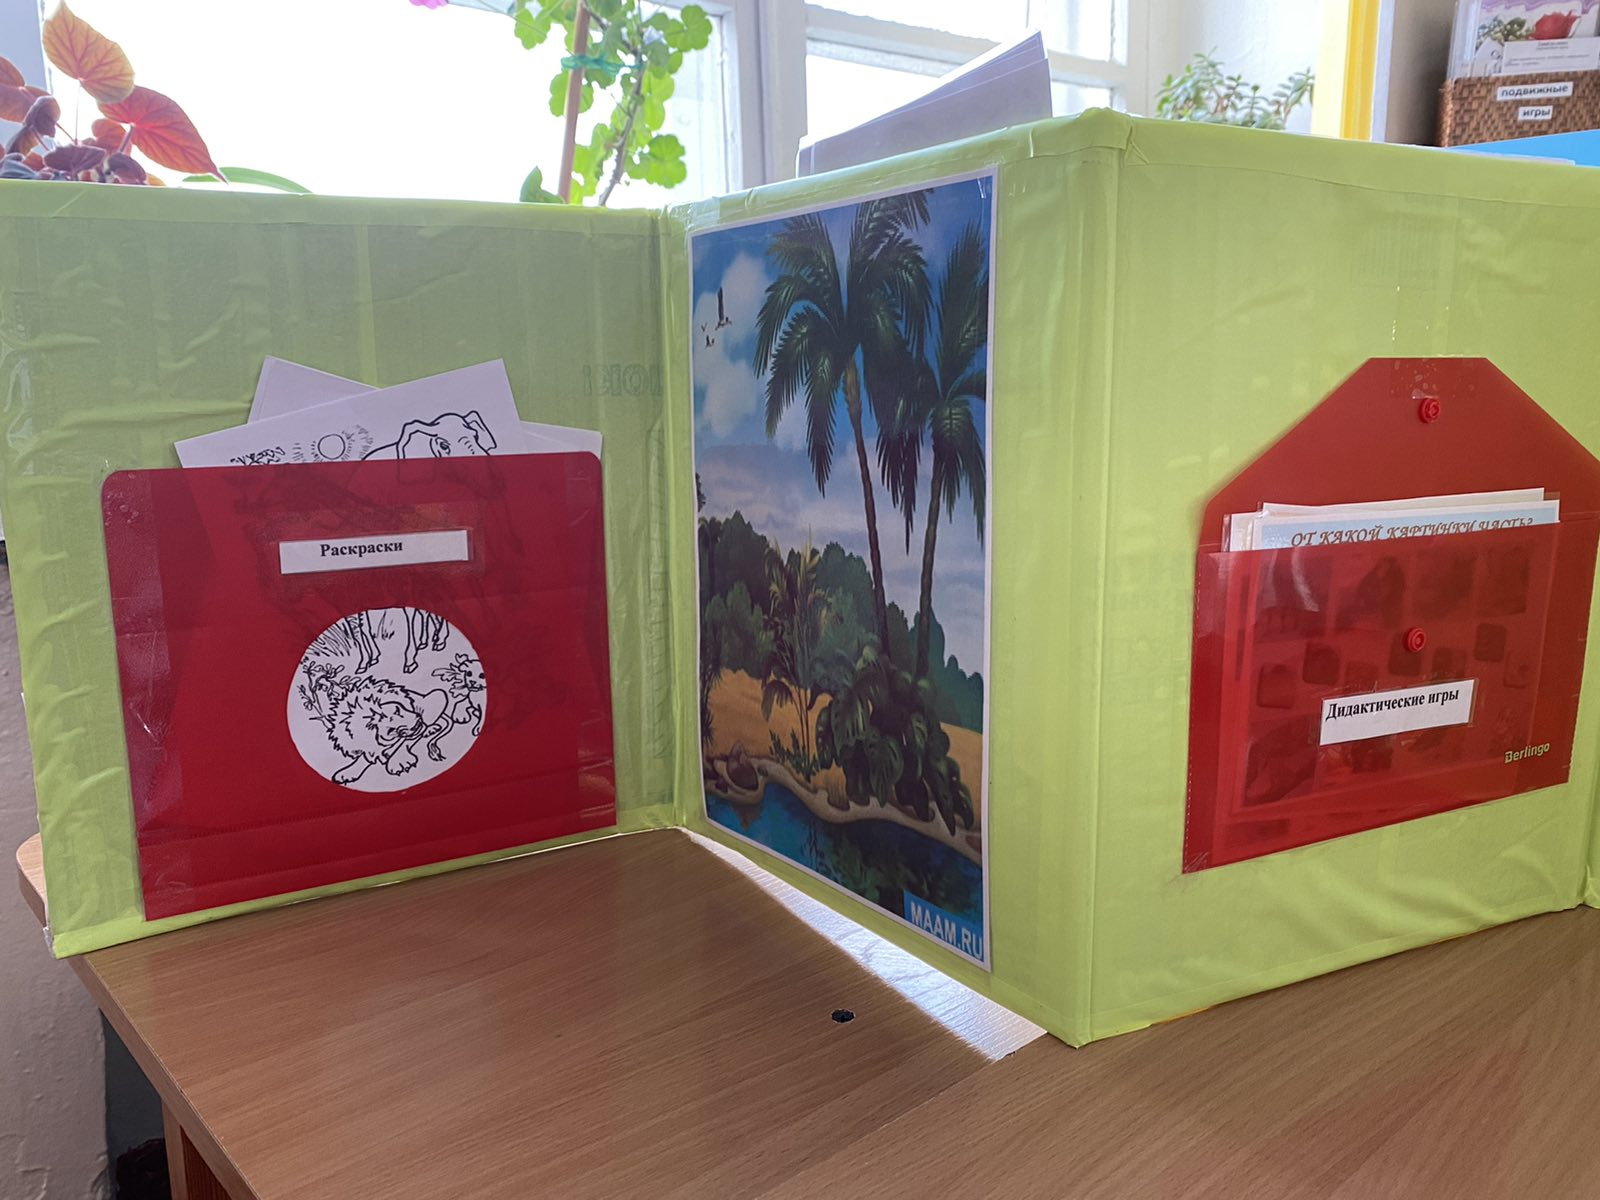 подвижные
игры
Раскраски
MAAM.RU
ОТ КАКОЙ КАРТИНКИ ЧАСТЬ?
Дидактические игры
Berlingo